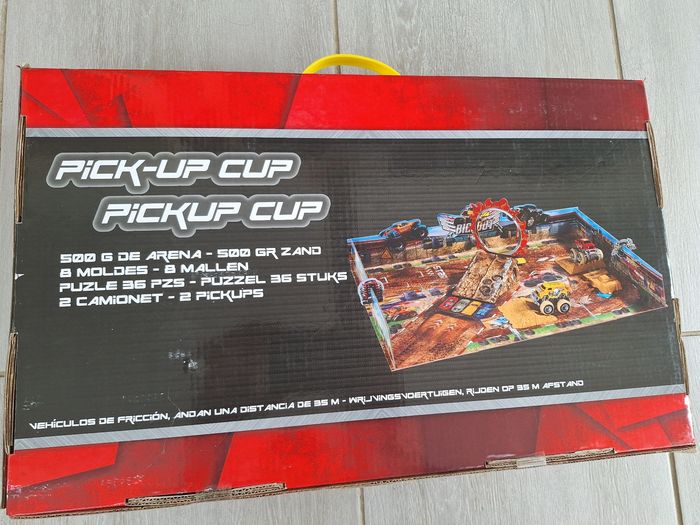 PICK-UP CUP
PICKUP CUP
500 G DE ARENA - 500 GR ZAND
8 MOLDES - 8 MALLEN
PUZLE 36 PZS - PUZZEL 36 STUKS
2 CAMIONET - 2 PICKUPS
VEHÍCULOS DE FRICCIÓN, ANDAN UNA DISTANCIA DE 35 M - WRIJVINGSVOERTUIGEN, RIJDEN OP 35 M AFSTAND